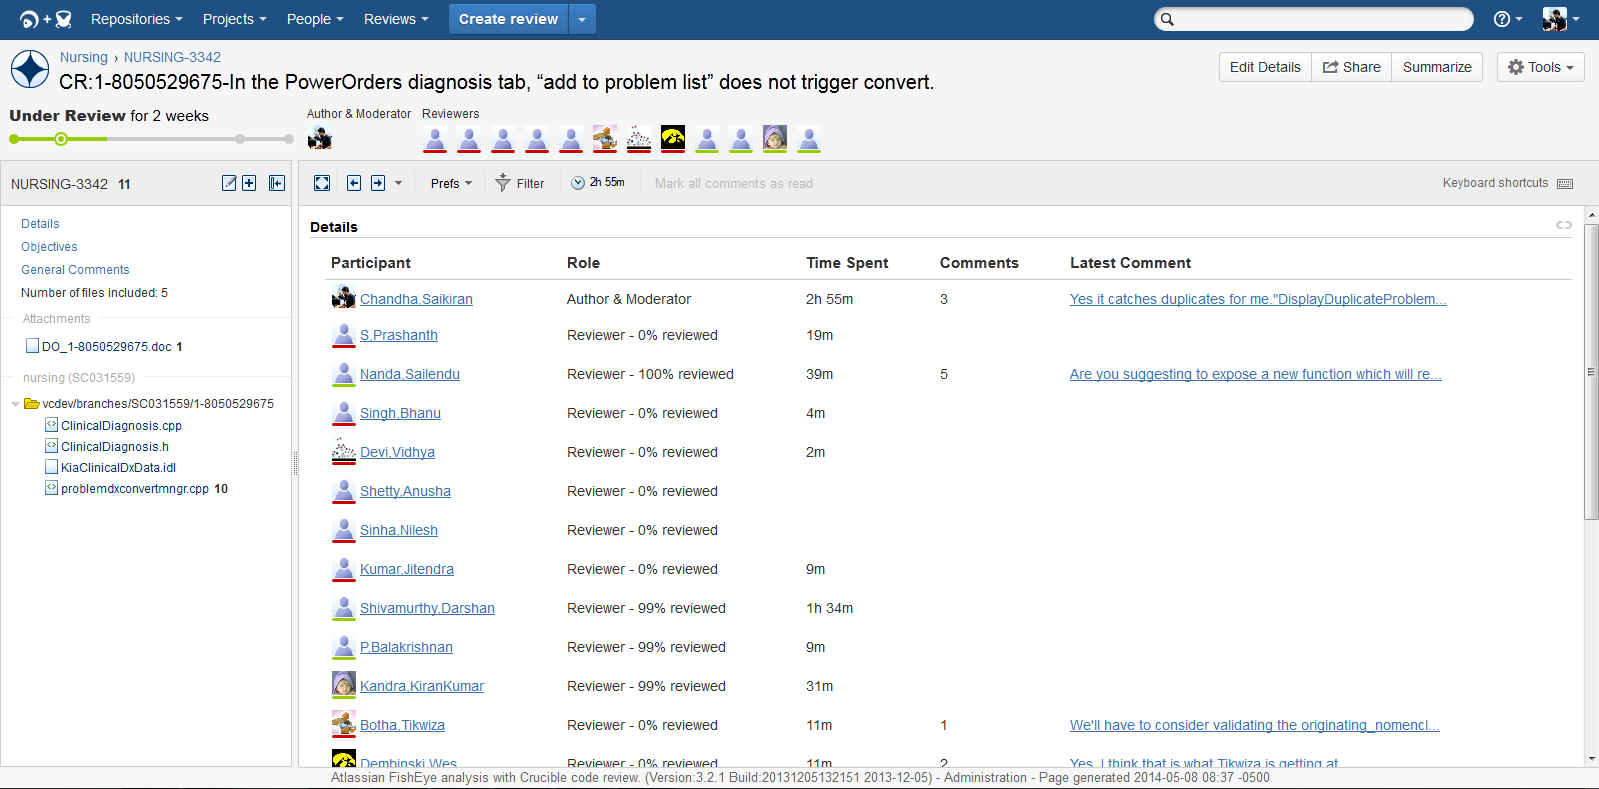 Repositories Projects People Reviews Create review
Nursing › NURSING-3342
CR:1-8050529675-In the PowerOrders diagnosis tab, “add to problem list” does not trigger convert.
Edit Details Share Summarize Tools
Under Review for 2 weeks
Author & Moderator Reviewers
NURSING-3342 11
Prefs Filter 2h 55m Mark all comments as read Keyboard shortcuts
Details
Objectives
General Comments
Number of files included: 5
Attachments
DO_1-8050529675.doc 1
nursing (SC031559)
vcdev/branches/SC031559/1-8050529675
ClinicalDiagnosis.cpp
ClinicalDiagnosis.h
KiaClinicalDxData.idl
problemdxconvertmngr.cpp 10
Details
Participant Role Time Spent Comments Latest Comment
Chandha,Saikiran Author & Moderator 2h 55m 3 Yes it catches duplicates for me."DisplayDuplicateProblem...
S,Prashanth Reviewer - 0% reviewed 19m
Nanda,Sailendu Reviewer - 100% reviewed 39m 5 Are you suggesting to expose a new function which will re...
Singh,Bhanu Reviewer - 0% reviewed 4m
Devi,Vidhya Reviewer - 0% reviewed 2m
Shetty,Anusha Reviewer - 0% reviewed
Sinha,Nilesh Reviewer - 0% reviewed
Kumar,Jitendra Reviewer - 0% reviewed 9m
Shivamurthy,Darshan Reviewer - 99% reviewed 1h 34m
P,Balakrishnan Reviewer - 99% reviewed 9m
Kandra,KiranKumar Reviewer - 99% reviewed 31m
Botha,Tikwiza Reviewer - 0% reviewed 11m 1 We'll have to consider validating the originating_nomencl...
Dembinski,Wes Reviewer - 0% reviewed 11m 2 Yes, I think that is what Tikwiza is getting at
Atlassian FishEye analysis with Crucible code review. (Version:3.2.1 Build:20131205132151 2013-12-05) - Administration - Page generated 2014-05-08 08:37 -0500